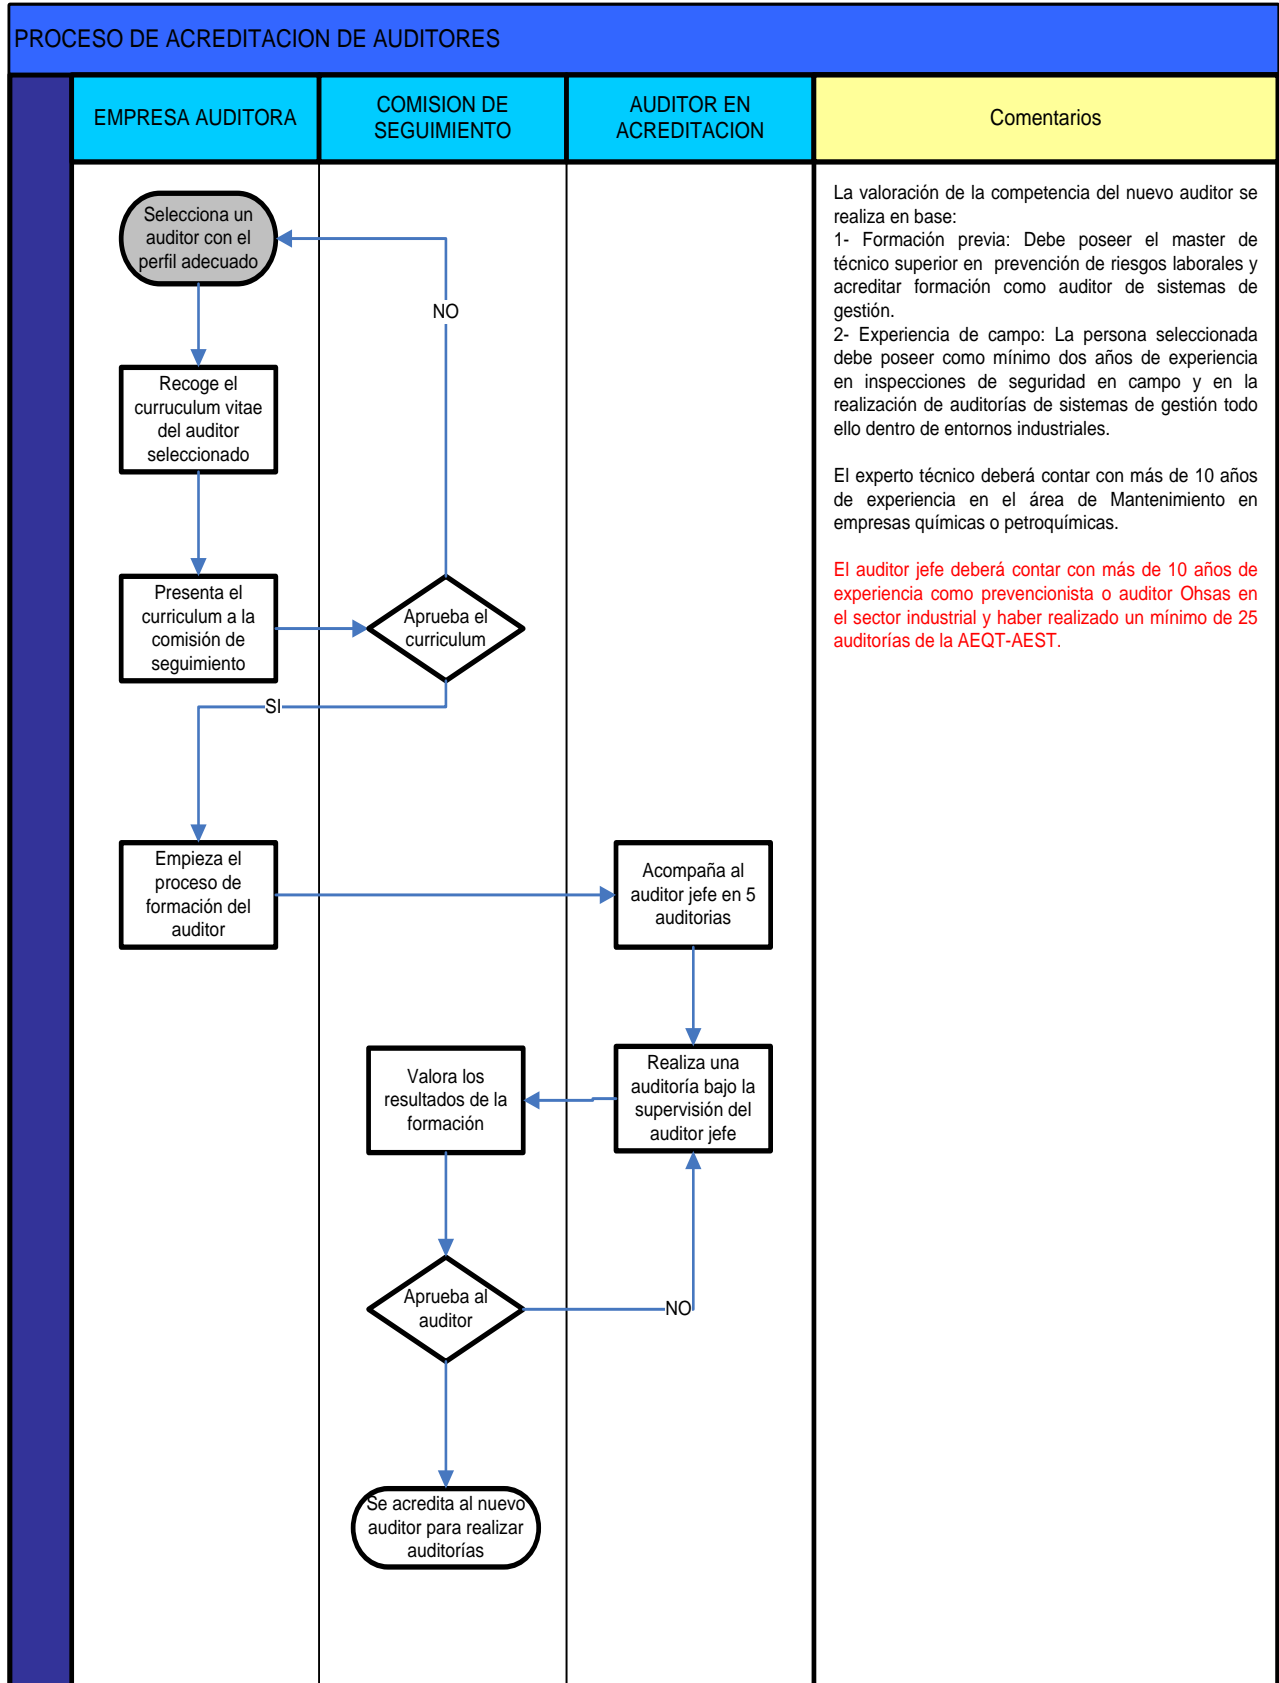 PROCESO DE ACREDITACION DE AUDITORES
EMPRESA AUDITORA
COMISION DE
SEGUIMIENTO
AUDITOR EN
ACREDITACION
Comentarios
Selecciona un
auditor con el
perfil adecuado
NO
Recoge el
curruculum vitae
del auditor
seleccionado
Presenta el
curriculum a la
comisión de
seguimiento
Aprueba el
curriculum
SI
Empieza el
proceso de
formación del
auditor
Acompaña al
auditor jefe en 5
auditorias
Realiza una
auditoría bajo la
supervisión del
auditor jefe
Valora los
resultados de la
formación
Aprueba al
auditor
NO
Se acredita al nuevo
auditor para realizar
auditorías
La valoración de la competencia del nuevo auditor se
realiza en base:
1- Formación previa: Debe poseer el master de
técnico superior en prevención de riesgos laborales y
acreditar formación como auditor de sistemas de
gestión.
2- Experiencia de campo: La persona seleccionada
debe poseer como mínimo dos años de experiencia
en inspecciones de seguridad en campo y en la
realización de auditorías de sistemas de gestión todo
ello dentro de entornos industriales.
El experto técnico deberá contar con más de 10 años
de experiencia en el área de Mantenimiento en
empresas químicas o petroquímicas.
El auditor jefe deberá contar con más de 10 años de
experiencia como prevencionista o auditor Ohsas en
el sector industrial y haber realizado un mínimo de 25
auditorías de la AEQT-AEST.